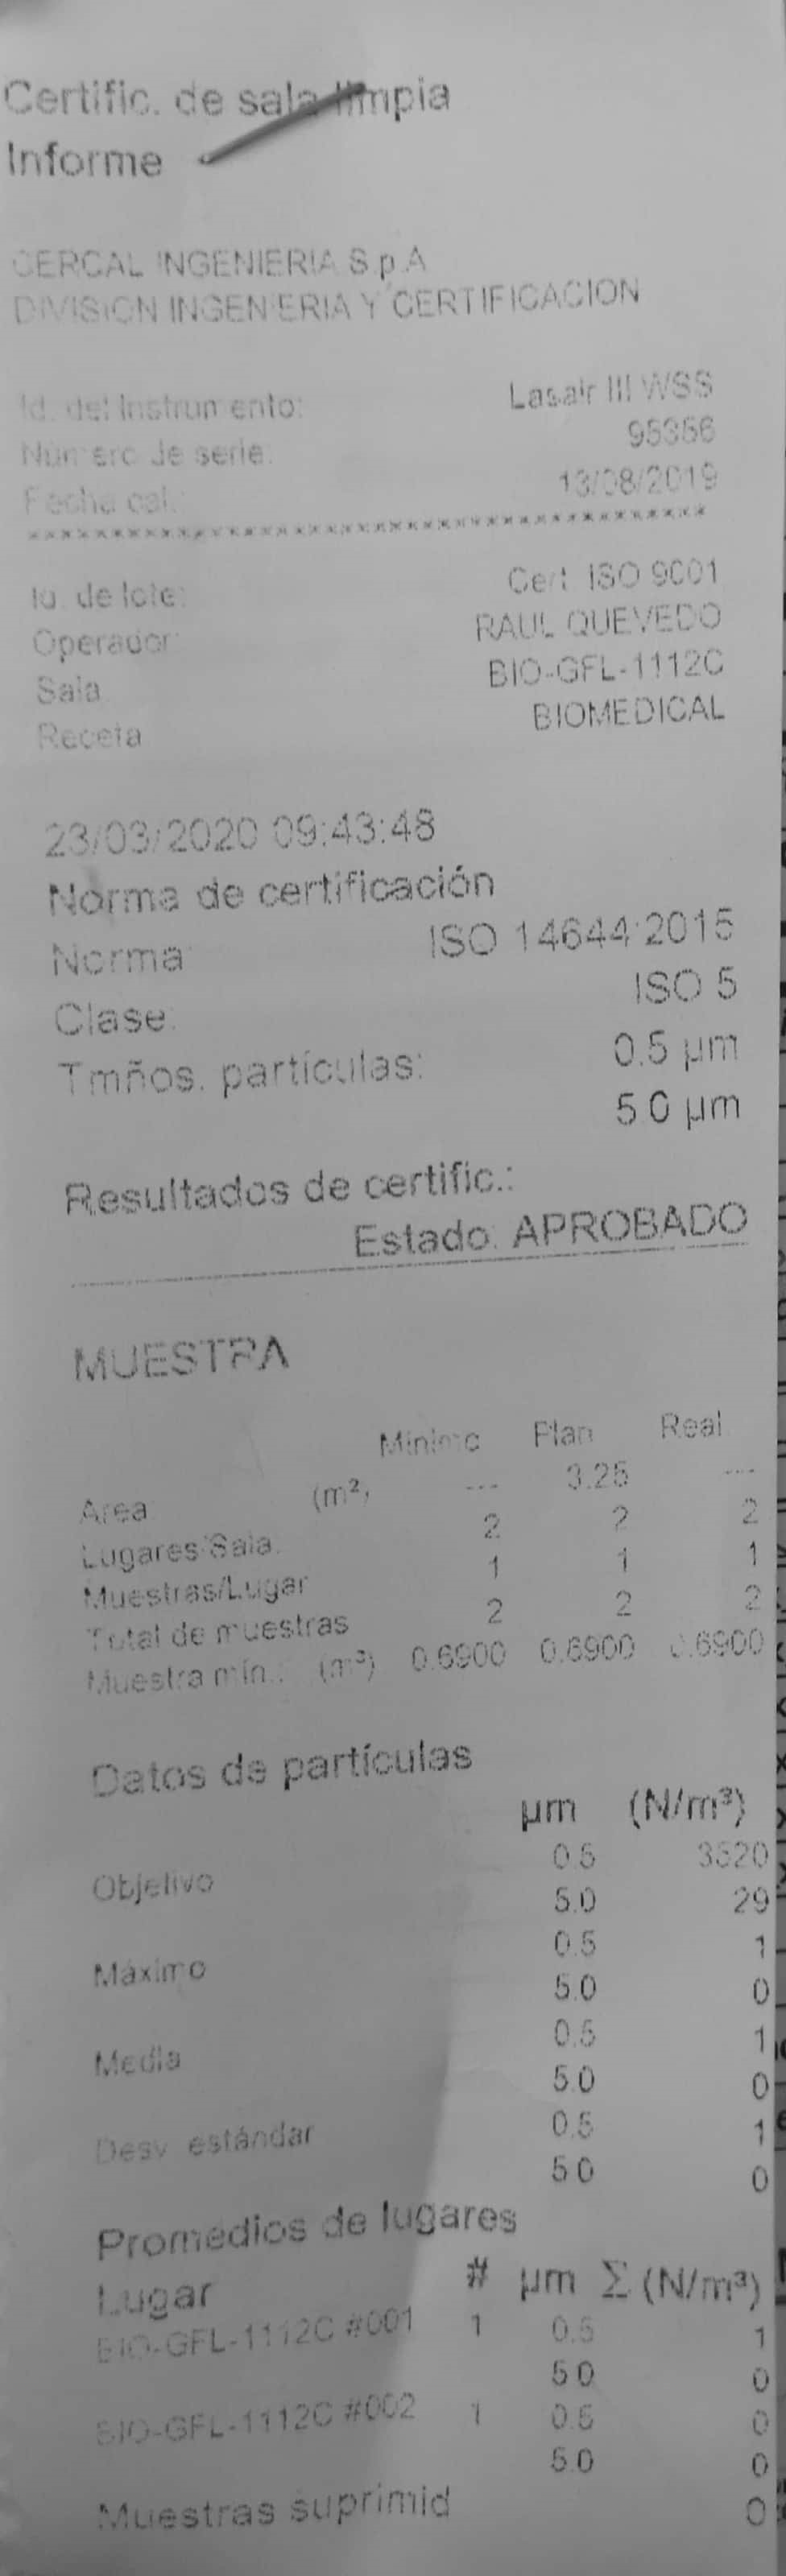 Certific. de sala limpia
Informe
CERCAL INGENIERIA S.p.A
DIVISION INGENIERIA Y CERTIFICACION
Id. del Instrumento: Lasair III WSS
Número de serie: 95356
Fecha cal.: 13/08/2019
Id. de lote: Cert. ISO 9001
Operador: RAUL QUEVEDO
Sala BIO-GFL-1112C
Receta BIOMEDICAL
23/03/2020 09:43:48
Norma de certificación
Norma: ISO 14644:2015
Clase: ISO 5
Tmños. partículas: 0.5 µm
5.0 µm
Resultados de certific.:
Estado: APROBADO
MUESTRA
Mínimo Plan Real
Area (m²) --- 3.25 ---
Lugares/Sala: 2 2 2
Muestras/Lugar 1 1 1
Total de muestras 2 2 2
Muestra mín.: (m³) 0.6900 0.6900 0.6900
Datos de partículas
µm (N/m³)
Objetivo 0.5 3520
5.0 29
Máximo 0.5 1
5.0 0
Media 0.5 1
5.0 0
Desv. estándar 0.5 1
5.0 0
Promedios de lugares
Lugar # µm Σ (N/m³)
BIO-GFL-1112C #001 1 0.5 1
5.0 0
BIO-GFL-1112C #002 1 0.5 0
5.0 0
Muestras suprimid 0